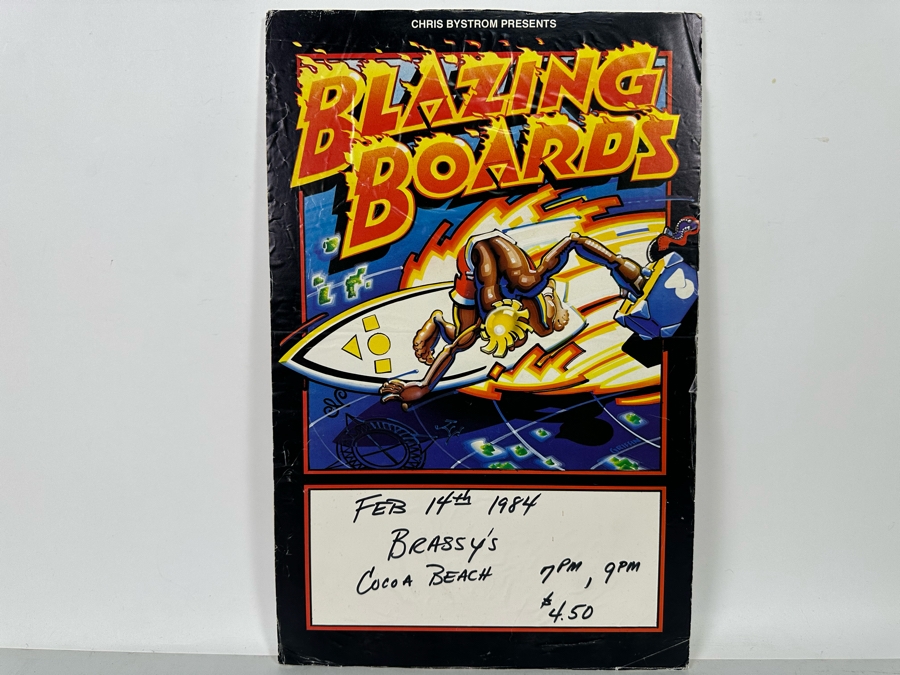 CHRIS BYSTROM PRESENTS
BLAZING
BOARDS
FEB 14th 1984
BRASSY'S
COCOA BEACH 7PM, 9PM
$4.50